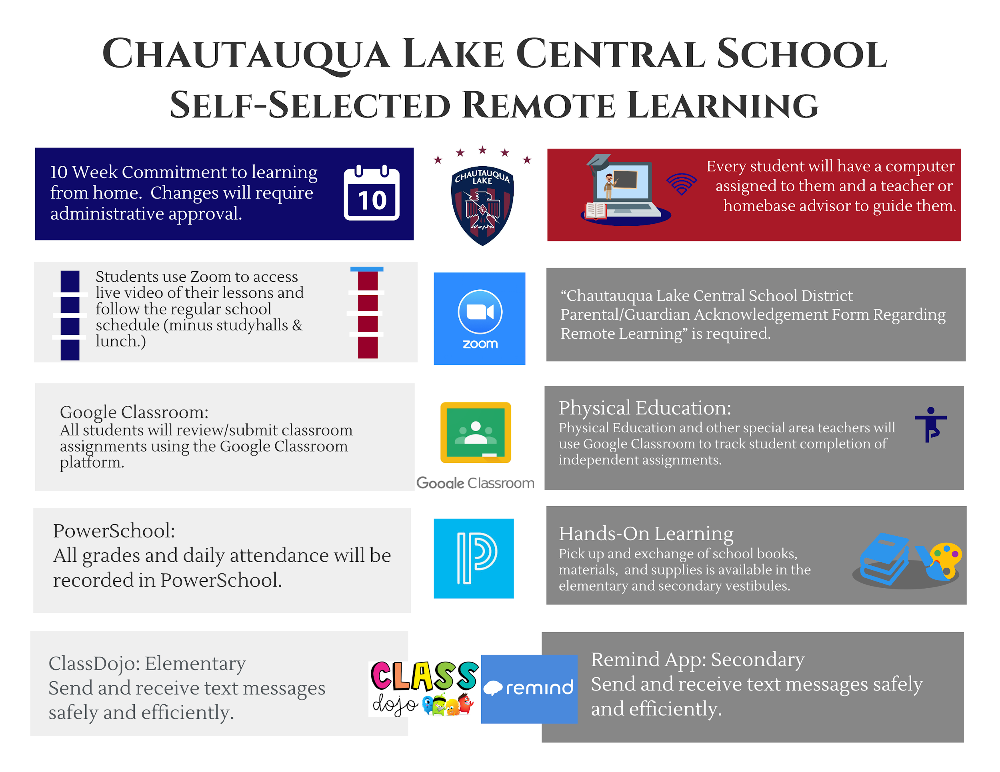 Chautauqua Lake Central School
Self-Selected Remote Learning
10 Week Commitment to learning
from home.  Changes will require
administrative approval.
10
CHAUTAUQUA
LAKE
CL
Every student will have a computer
assigned to them and a teacher or
homebase advisor to guide them.
Students use Zoom to access
live video of their lessons and
follow the regular school
schedule (minus studyhalls &
lunch.)
zoom
“Chautauqua Lake Central School District
Parental/Guardian Acknowledgement Form Regarding
Remote Learning” is required.
Google Classroom:
All students will review/submit classroom
assignments using the Google Classroom
platform.
Google Classroom
Physical Education:
Physical Education and other special area teachers will
use Google Classroom to track student completion of
independent assignments.
PowerSchool:
All grades and daily attendance will be
recorded in PowerSchool.
P
Hands-On Learning
Pick up and exchange of school books,
materials,  and supplies is available in the
elementary and secondary vestibules.
ClassDojo: Elementary
Send and receive text messages
safely and efficiently.
CLASS
dojo
remind
Remind App: Secondary
Send and receive text messages safely
and efficiently.